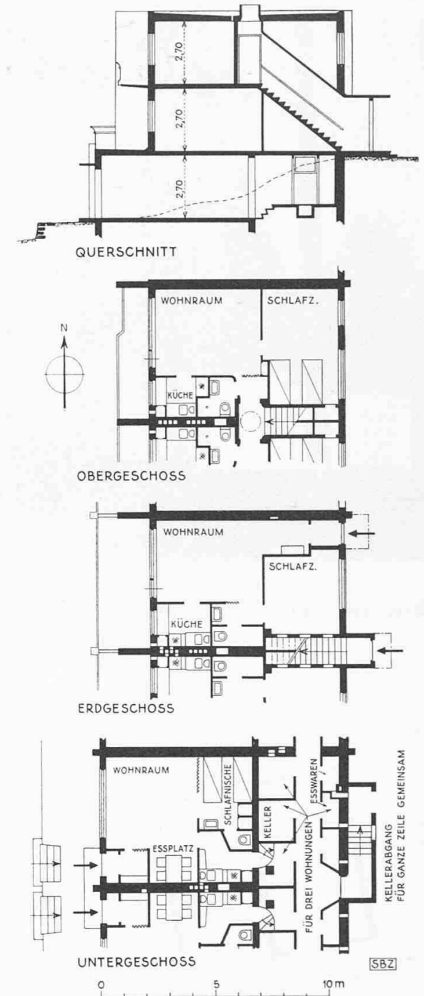 2,70
2,70
2,70
QUERSCHNITT
N
WOHNRAUM
SCHLAFZ.
KÜCHE
OBERGESCHOSS
WOHNRAUM
SCHLAFZ.
KÜCHE
ERDGESCHOSS
WOHNRAUM
SCHLAFNISCHE
ESSPLATZ
KELLER
ESSWAREN
FÜR DREI WOHNUNGEN
KELLERABGANG
FÜR GANZE ZEILE GEMEINSAM
UNTERGESCHOSS
SBZ
0 5 10 m